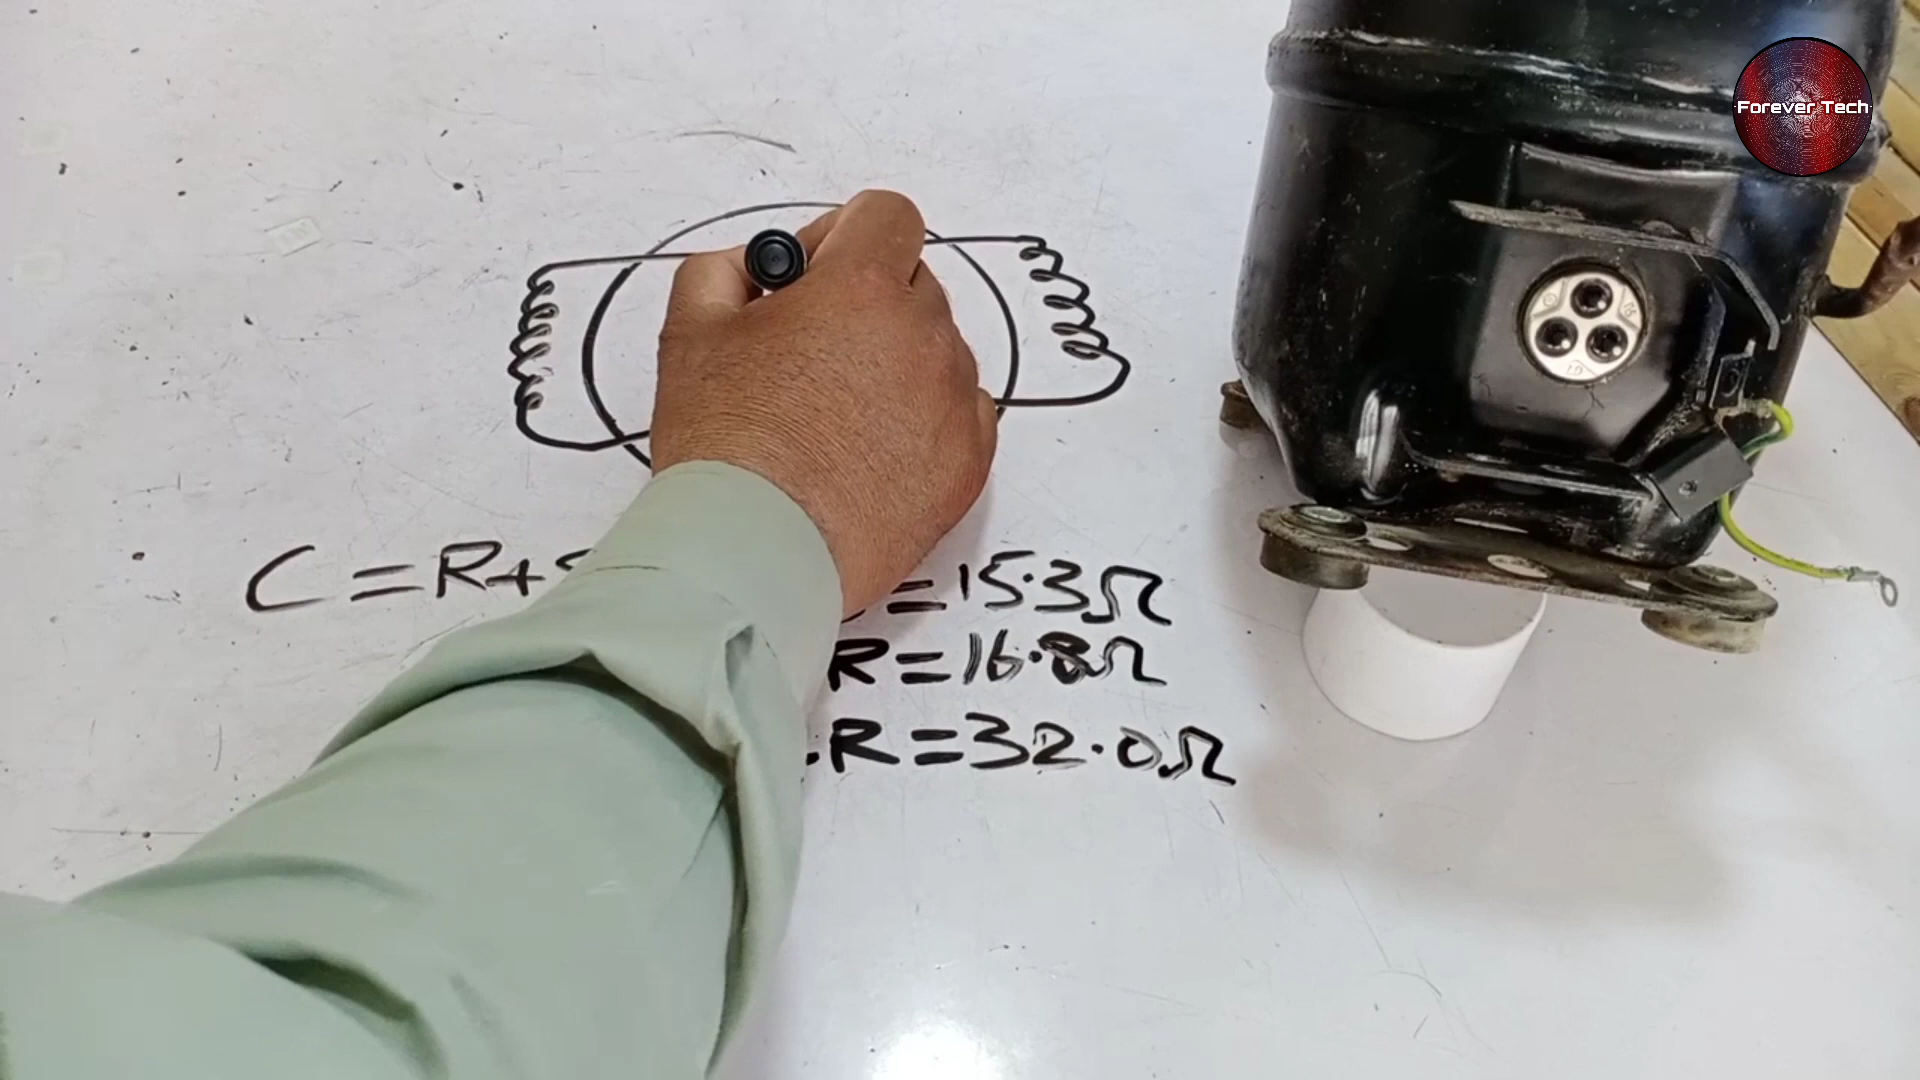 Forever Tech
C=R+
=15.3Ω
R=16.8Ω
.R=32.0Ω